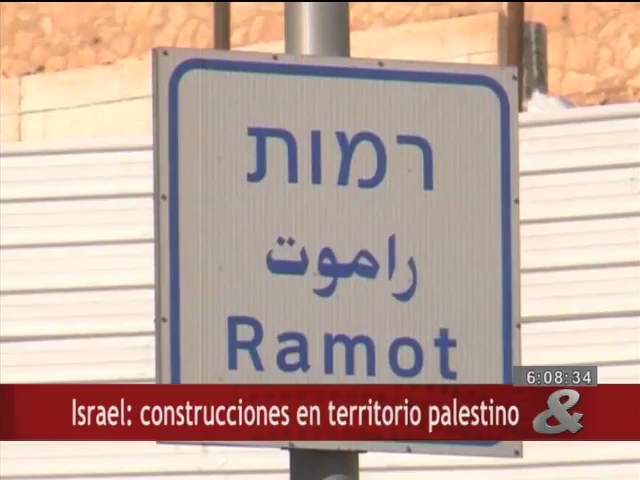 רמות
راموت
Ramot
6:08:34
Israel: construcciones en territorio palestino
&